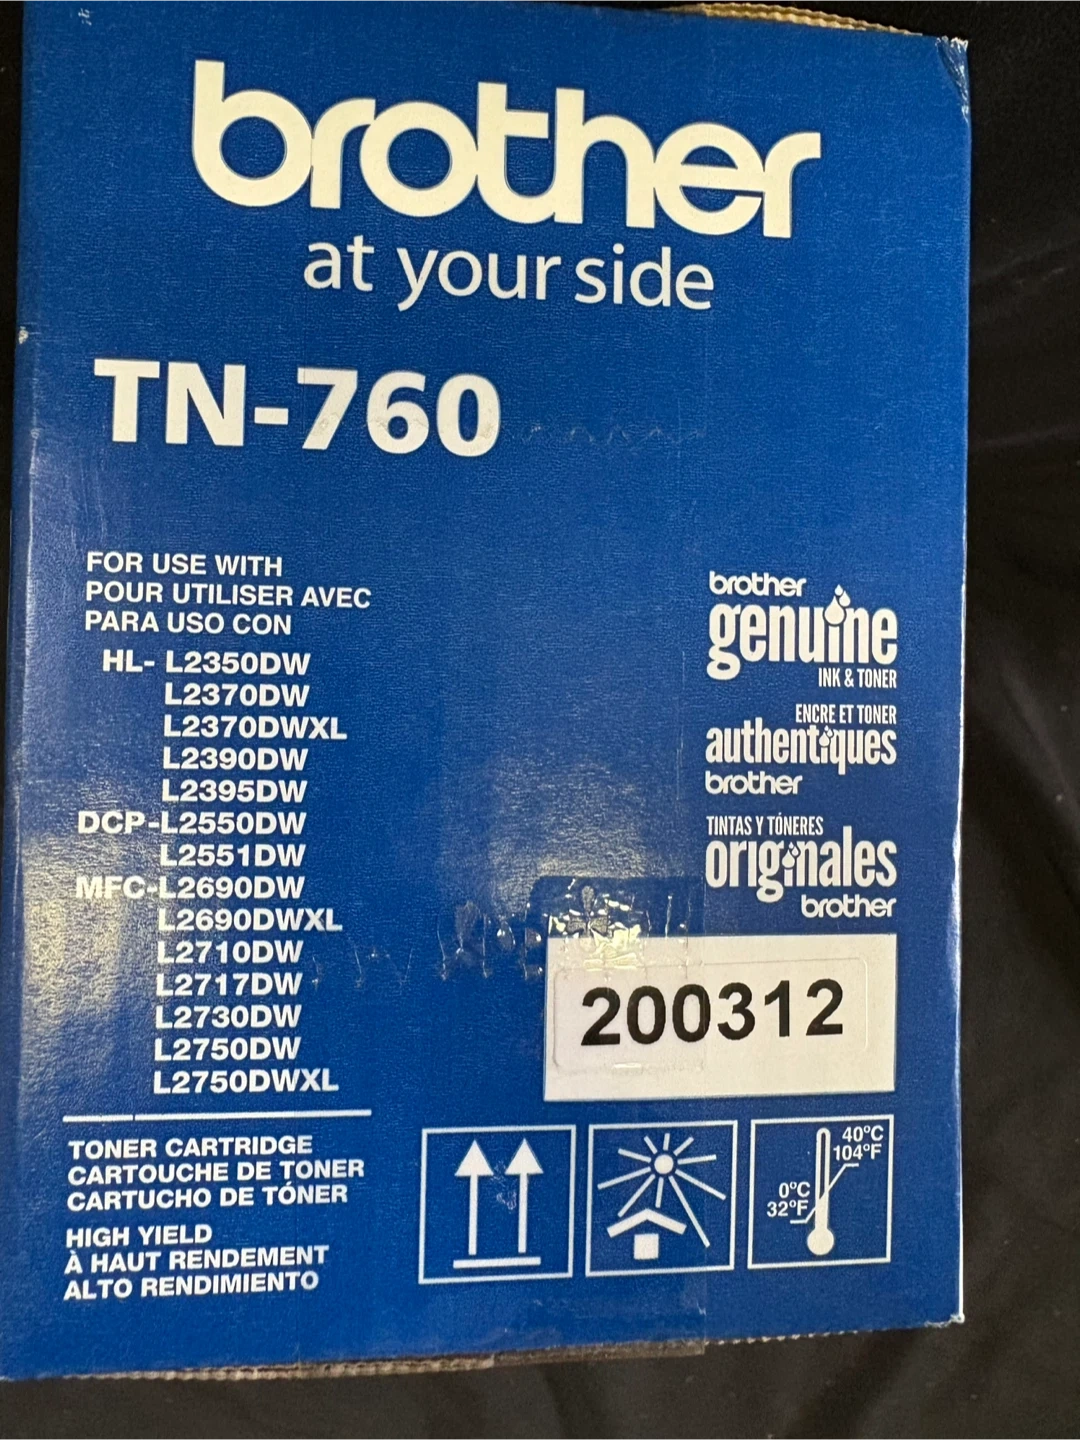 brother
at your side
TN-760
FOR USE WITH
POUR UTILISER AVEC
PARA USO CON
HL- L2350DW
L2370DW
L2370DWXL
L2390DW
L2395DW
DCP-L2550DW
L2551DW
MFC-L2690DW
L2690DWXL
L2710DW
L2717DW
L2730DW
L2750DW
L2750DWXL
TONER CARTRIDGE
CARTOUCHE DE TONER
CARTUCHO DE TÓNER
HIGH YIELD
À HAUT RENDEMENT
ALTO RENDIMIENTO
brother
genuine
INK & TONER
ENCRE ET TONER
authentiques
brother
TINTAS Y TÓNERES
originales
brother
200312
40°C
104°F
0°C
32°F